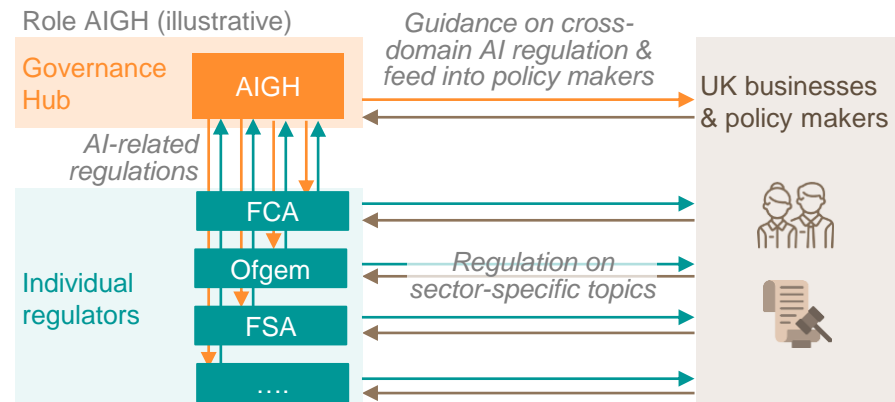 Role AIGH (illustrative)
Guidance on cross-
domain AI regulation &
feed into policy makers
Governance
Hub
AIGH
UK businesses
& policy makers
AI-related
regulations
Individual
regulators
FCA
Ofgem
FSA
....
Regulation on
sector-specific topics